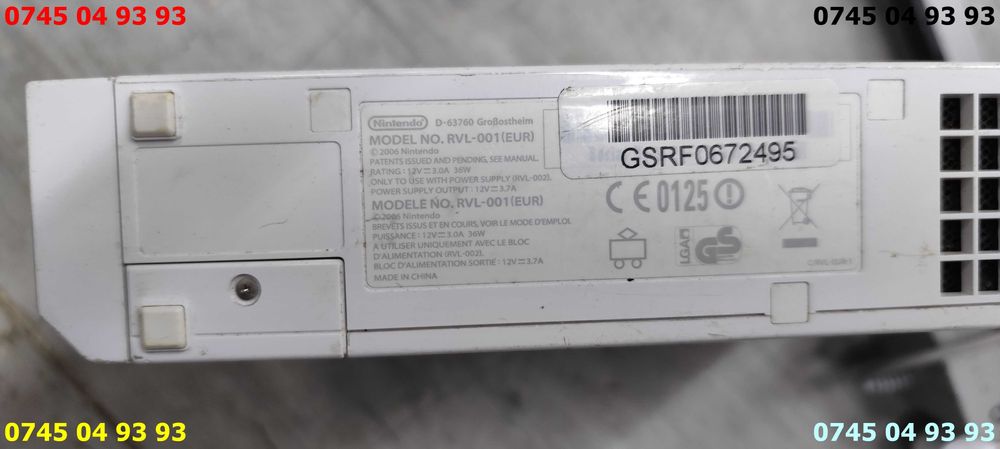 0745 04 93 93
0745 04 93 93
Nintendo D-63760 Großostheim
MODEL NO. RVL-001(EUR)
©2006 Nintendo
PATENTS ISSUED AND PENDING, SEE MANUAL.
RATING : 12V⎓3.0A 36W
ONLY TO USE WITH POWER SUPPLY (RVL-002).
POWER SUPPLY OUTPUT : 12V⎓3.7A
MODELE NO. RVL-001(EUR)
©2006 Nintendo
BREVETS ISSUS ET EN COURS, VOIR LE MODE D'EMPLOI.
PUISSANCE : 12V⎓3.0A 36W
A UTILISER UNIQUEMENT AVEC LE BLOC
D'ALIMENTATION (RVL-002).
BLOC D'ALIMENTATION SORTIE : 12V⎓3.7A
MADE IN CHINA
GSRF0672495
CE0125
LGA
GS
0745 04 93 93
0745 04 93 93